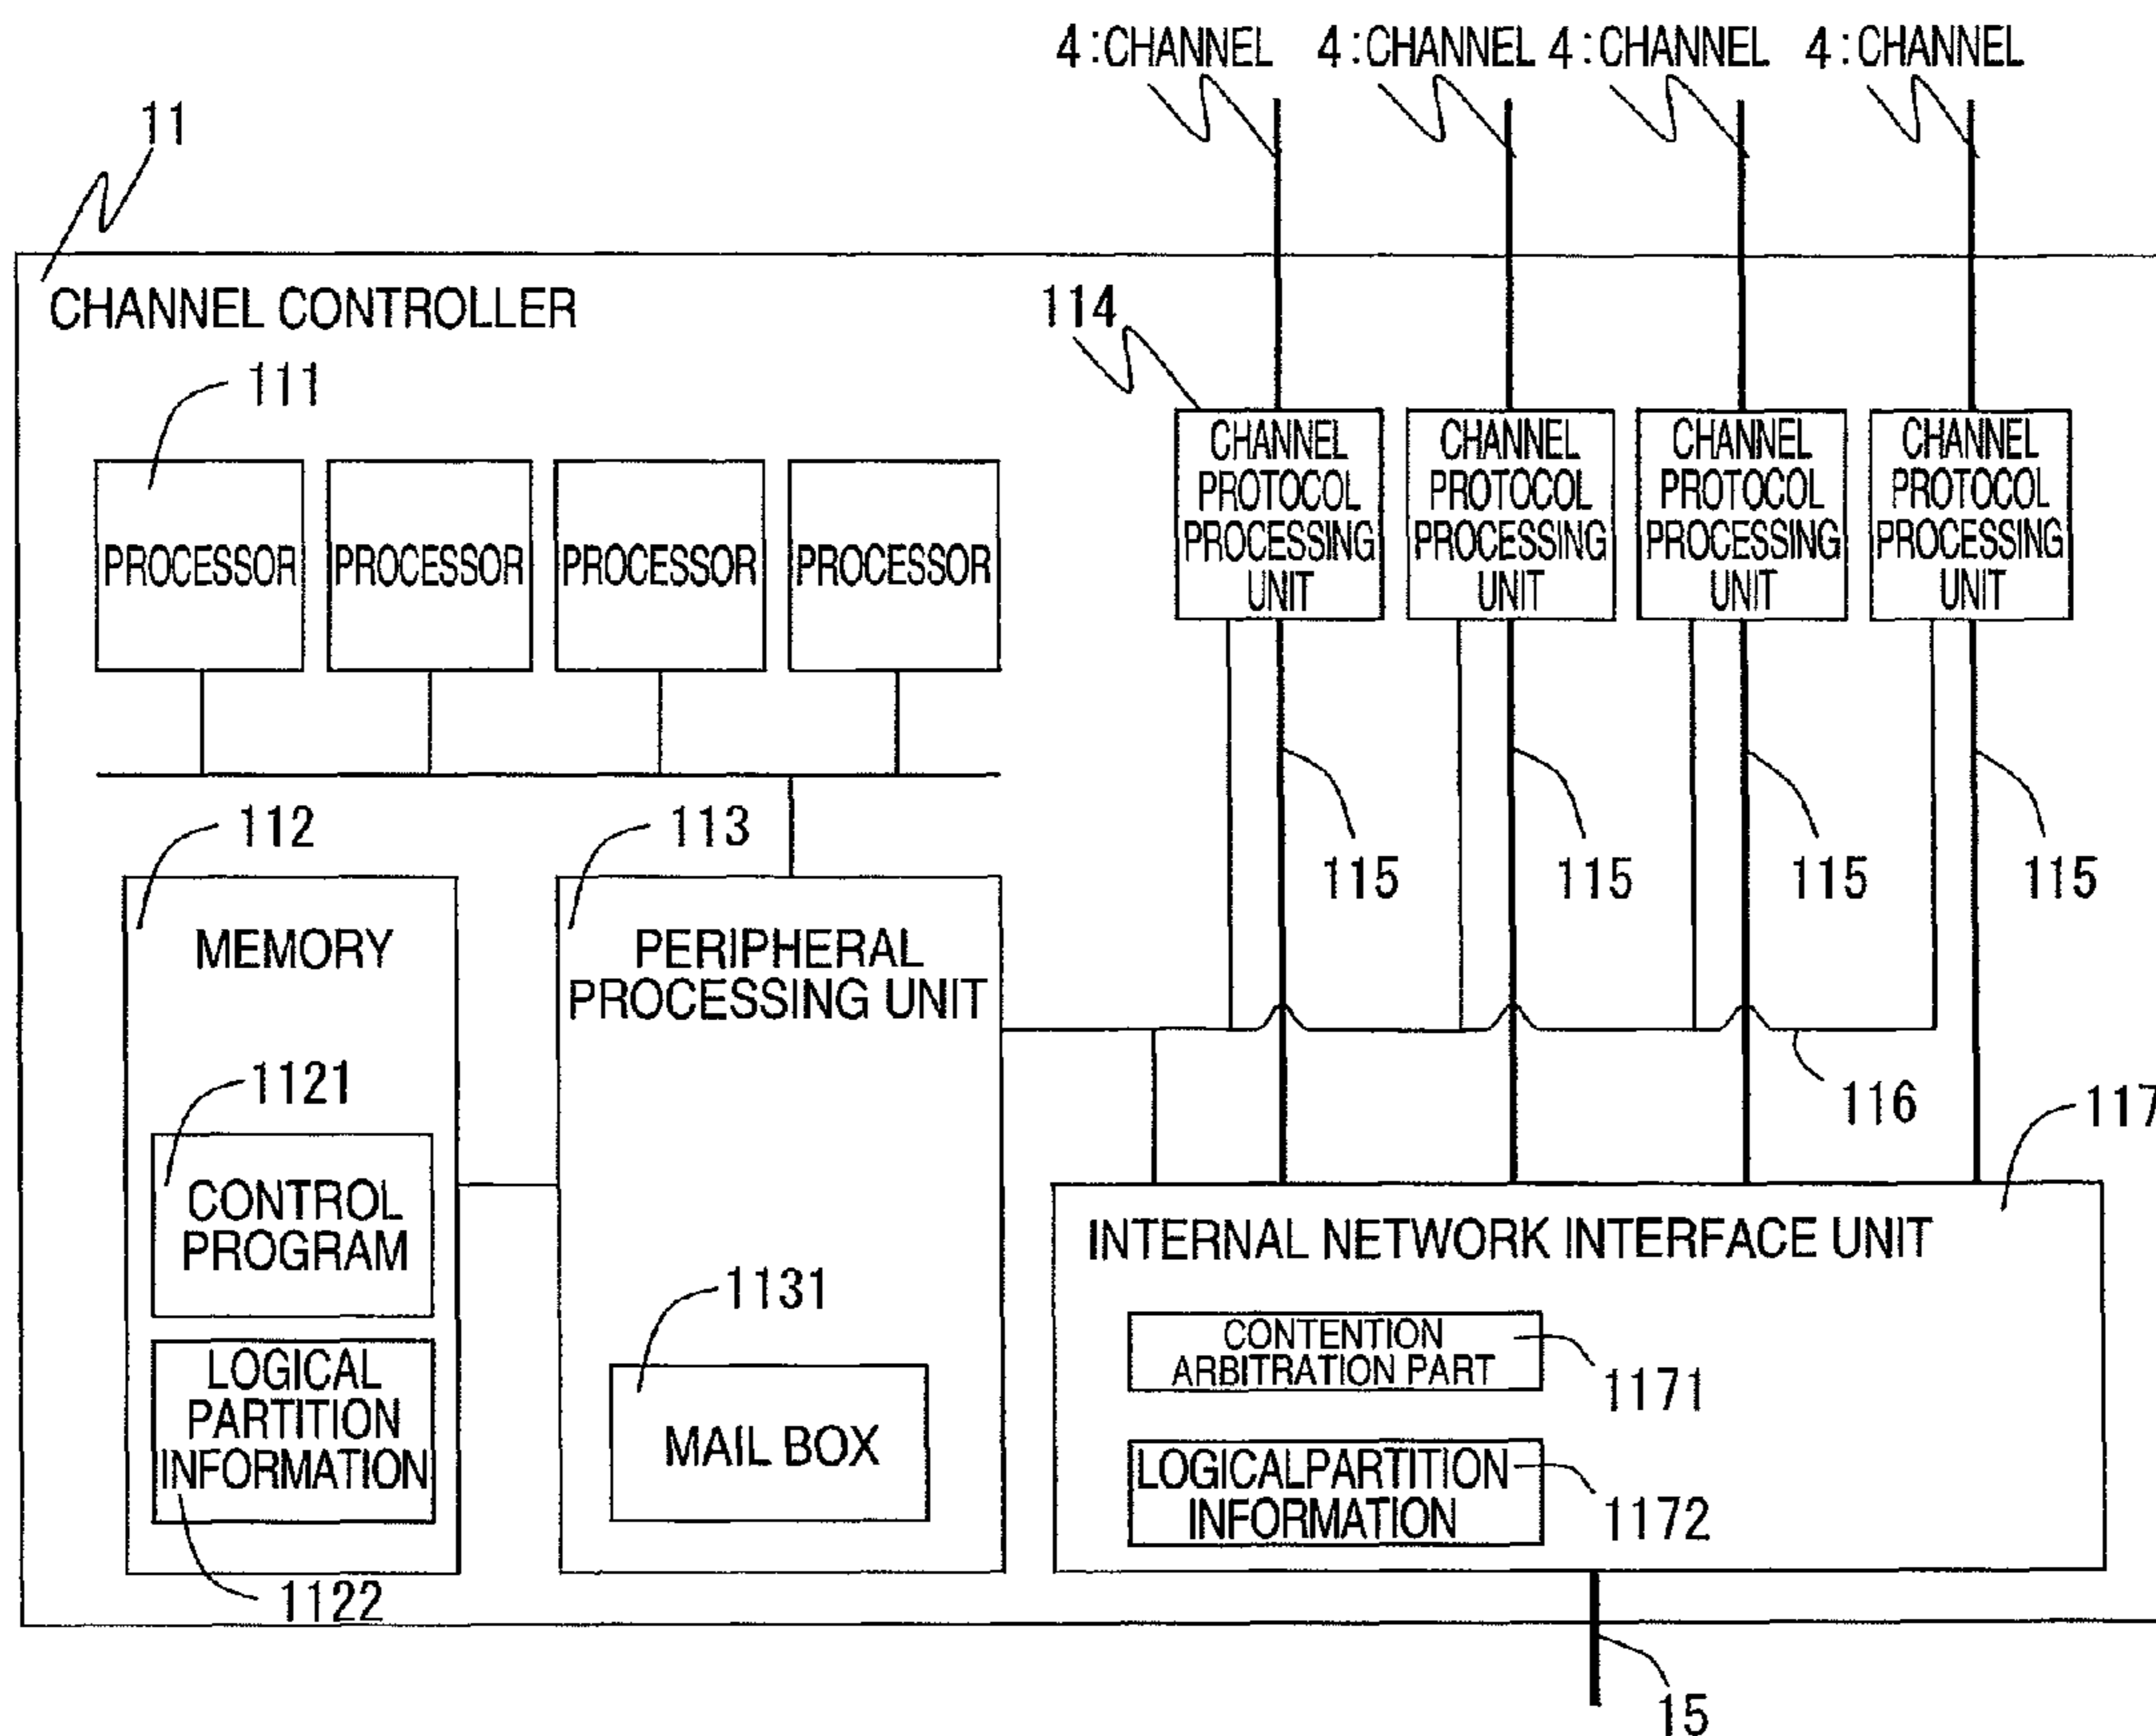 4:CHANNEL 4:CHANNEL 4:CHANNEL 4:CHANNEL
11
CHANNEL CONTROLLER
114
111
CHANNEL
PROTOCOL
PROCESSING
UNIT
CHANNEL
PROTOCOL
PROCESSING
UNIT
CHANNEL
PROTOCOL
PROCESSING
UNIT
CHANNEL
PROTOCOL
PROCESSING
UNIT
PROCESSOR PROCESSOR PROCESSOR PROCESSOR
112
113
115 115 115 115
MEMORY
PERIPHERAL
PROCESSING UNIT
1121
116
117
CONTROL
PROGRAM
INTERNAL NETWORK INTERFACE UNIT
1131
CONTENTION
ARBITRATION PART
1171
LOGICAL
PARTITION
INFORMATION
MAIL BOX
LOGICALPARTITION
INFORMATION
1172
1122
15